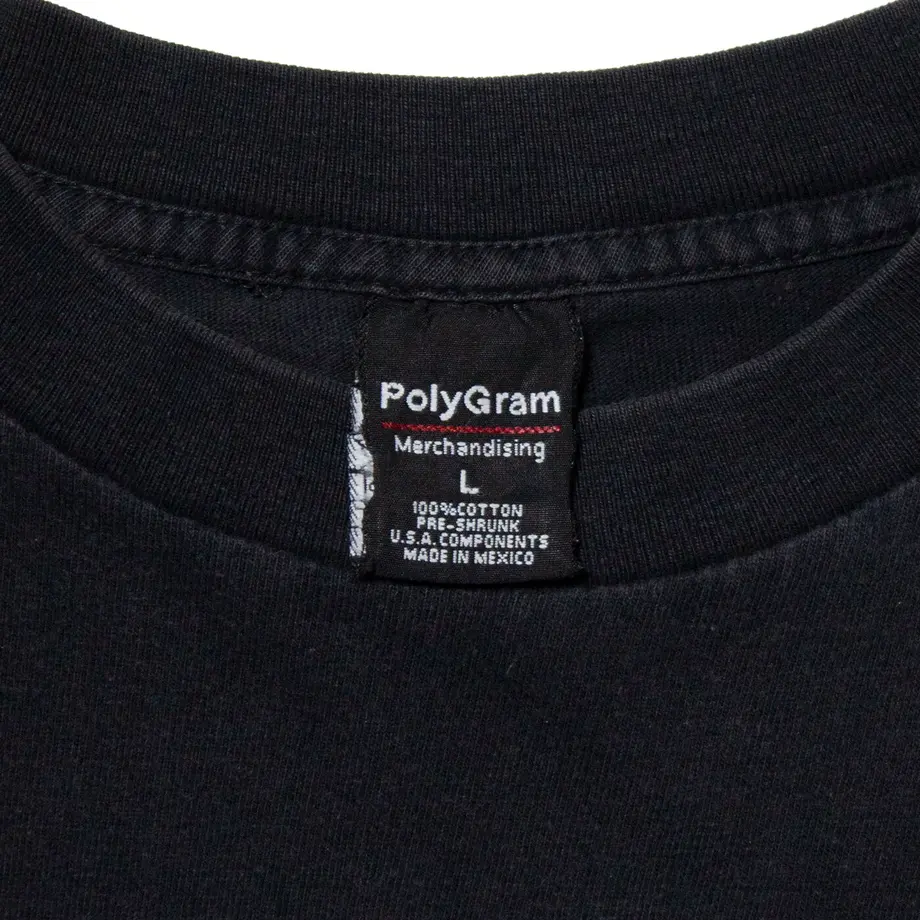 PolyGram
Merchandising
L
100%COTTON
PRE-SHRUNK
U.S.A. COMPONENTS
MADE IN MEXICO